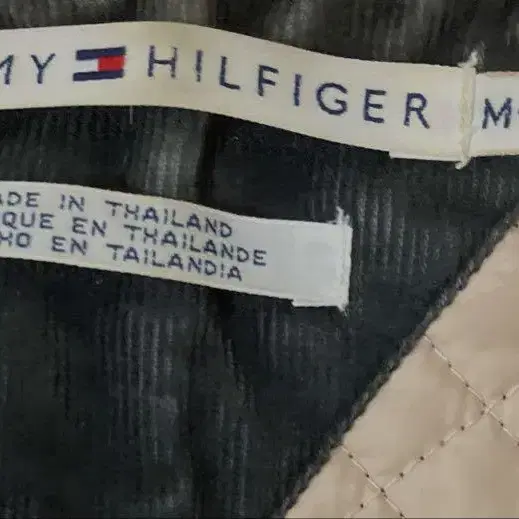 MY HILFIGER M
ADE IN THAILAND
QUE EN THAILANDE
HO EN TAILANDIA